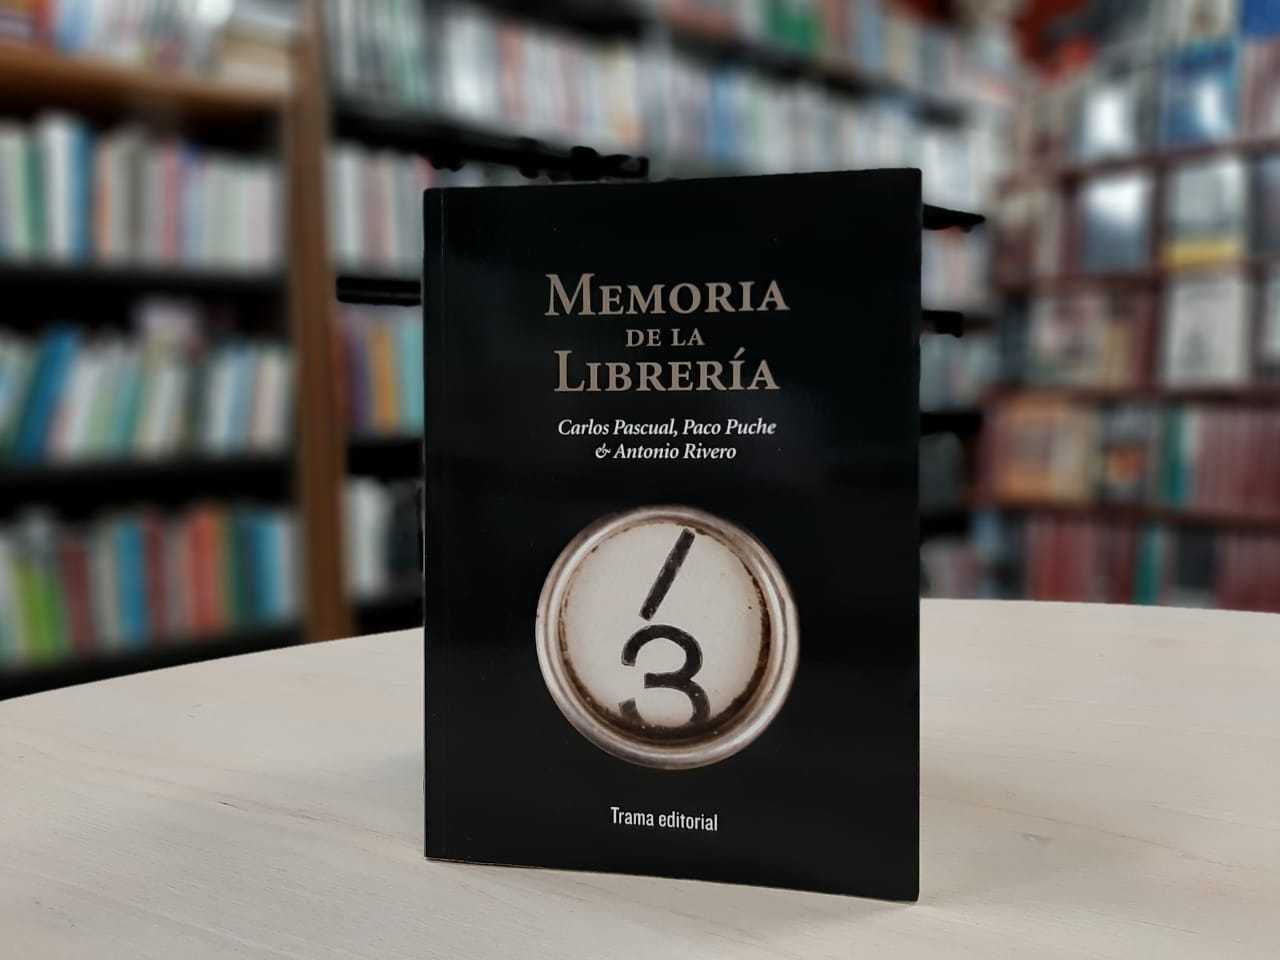 MEMORIA
DE LA
LIBRERÍA
Carlos Pascual, Paco Puche
& Antonio Rivero
/
3
Trama editorial